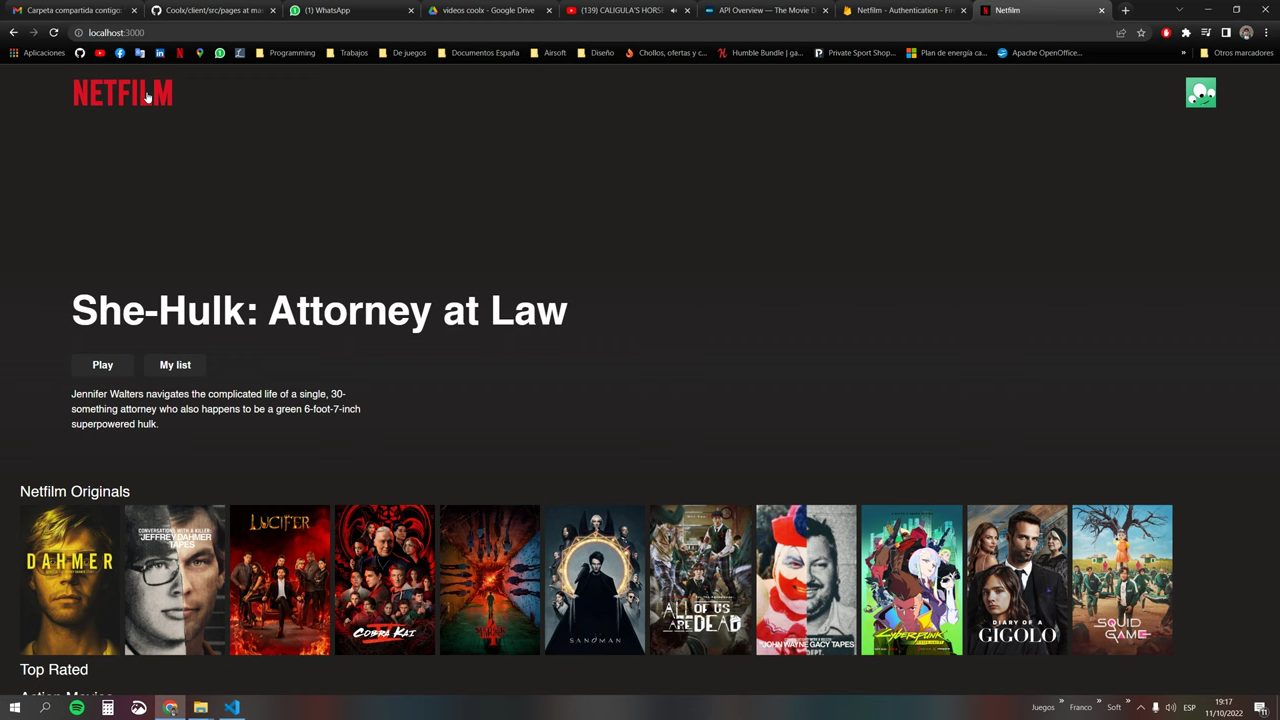 Carpeta compartida contigo
Coolx/client/src/pages at mas
(1) WhatsApp
videos coolx - Google Drive
(139) CALIGULA'S HORSE
API Overview — The Movie D
Netfilm - Authentication - Fire
Netfilm
localhost:3000
Aplicaciones
Programming
Trabajos
De juegos
Documentos España
Airsoft
Diseño
Chollos, ofertas y c...
Humble Bundle | ga...
Private Sport Shop...
Plan de energía ca...
Apache OpenOffice...
»
Otros marcadores
NETFILM
She-Hulk: Attorney at Law
Play
My list
Jennifer Walters navigates the complicated life of a single, 30-
something attorney who also happens to be a green 6-foot-7-inch
superpowered hulk.
Netfilm Originals
DAHMER
CONVERSATIONS WITH A KILLER:
JEFFREY DAHMER
TAPES
LUCIFER
COBRA KAI
SANDMAN
ALL OF US
ARE DEAD
JOHN WAYNE GACY TAPES
CYBERPUNK
DIARY OF A
GIGOLO
SQUID
GAME
Top Rated
Action Movies
Juegos
»
Franco
»
Soft
»
ESP
19:17
11/10/2022